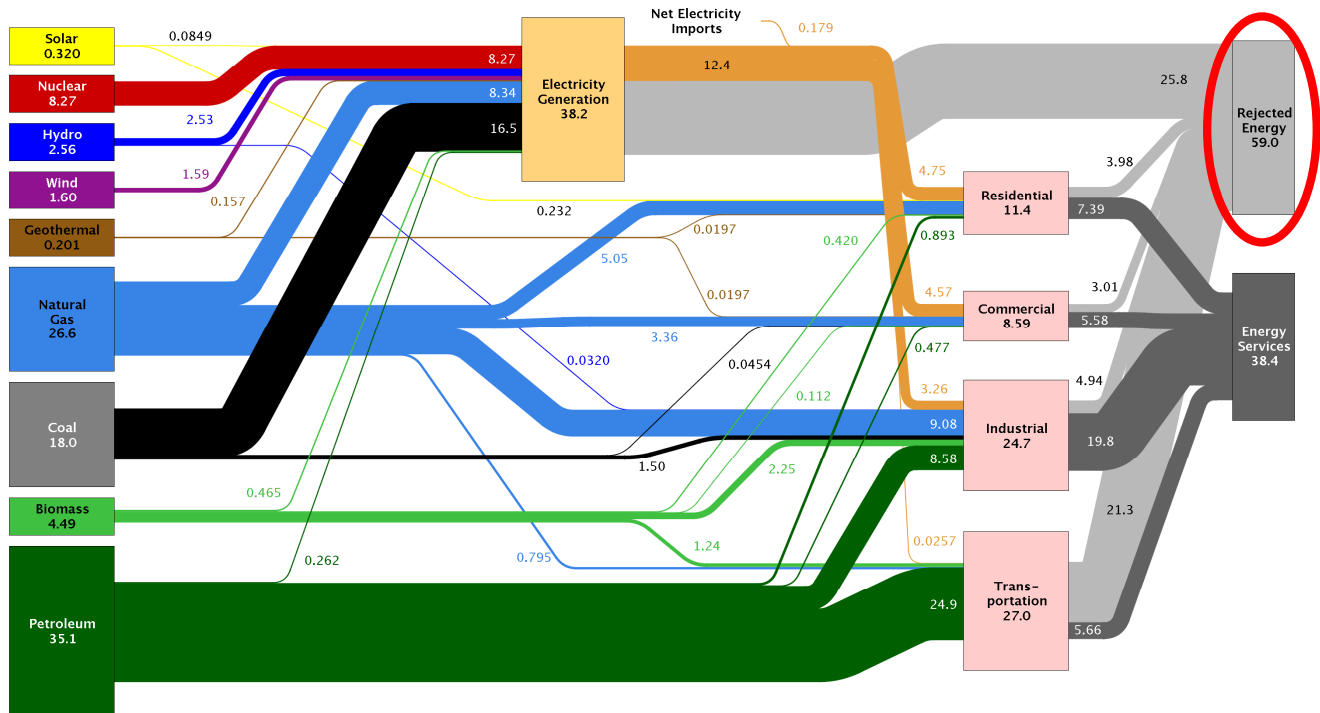 Solar
0.320
Nuclear
8.27
Hydro
2.56
Wind
1.60
Geothermal
0.201
Natural
Gas
26.6
Coal
18.0
Biomass
4.49
Petroleum
35.1
0.0849
2.53
1.59
0.157
0.465
0.262
8.27
8.34
16.5
Electricity
Generation
38.2
Net Electricity
Imports
0.179
12.4
0.232
5.05
0.0197
0.0197
3.36
0.0320
0.0454
0.420
0.893
0.112
0.477
1.50
2.25
1.24
0.795
4.75
4.57
3.26
9.08
8.58
0.0257
24.9
Residential
11.4
Commercial
8.59
Industrial
24.7
Trans-
portation
27.0
25.8
3.98
7.39
3.01
5.58
4.94
19.8
21.3
5.66
Rejected
Energy
59.0
Energy
Services
38.4